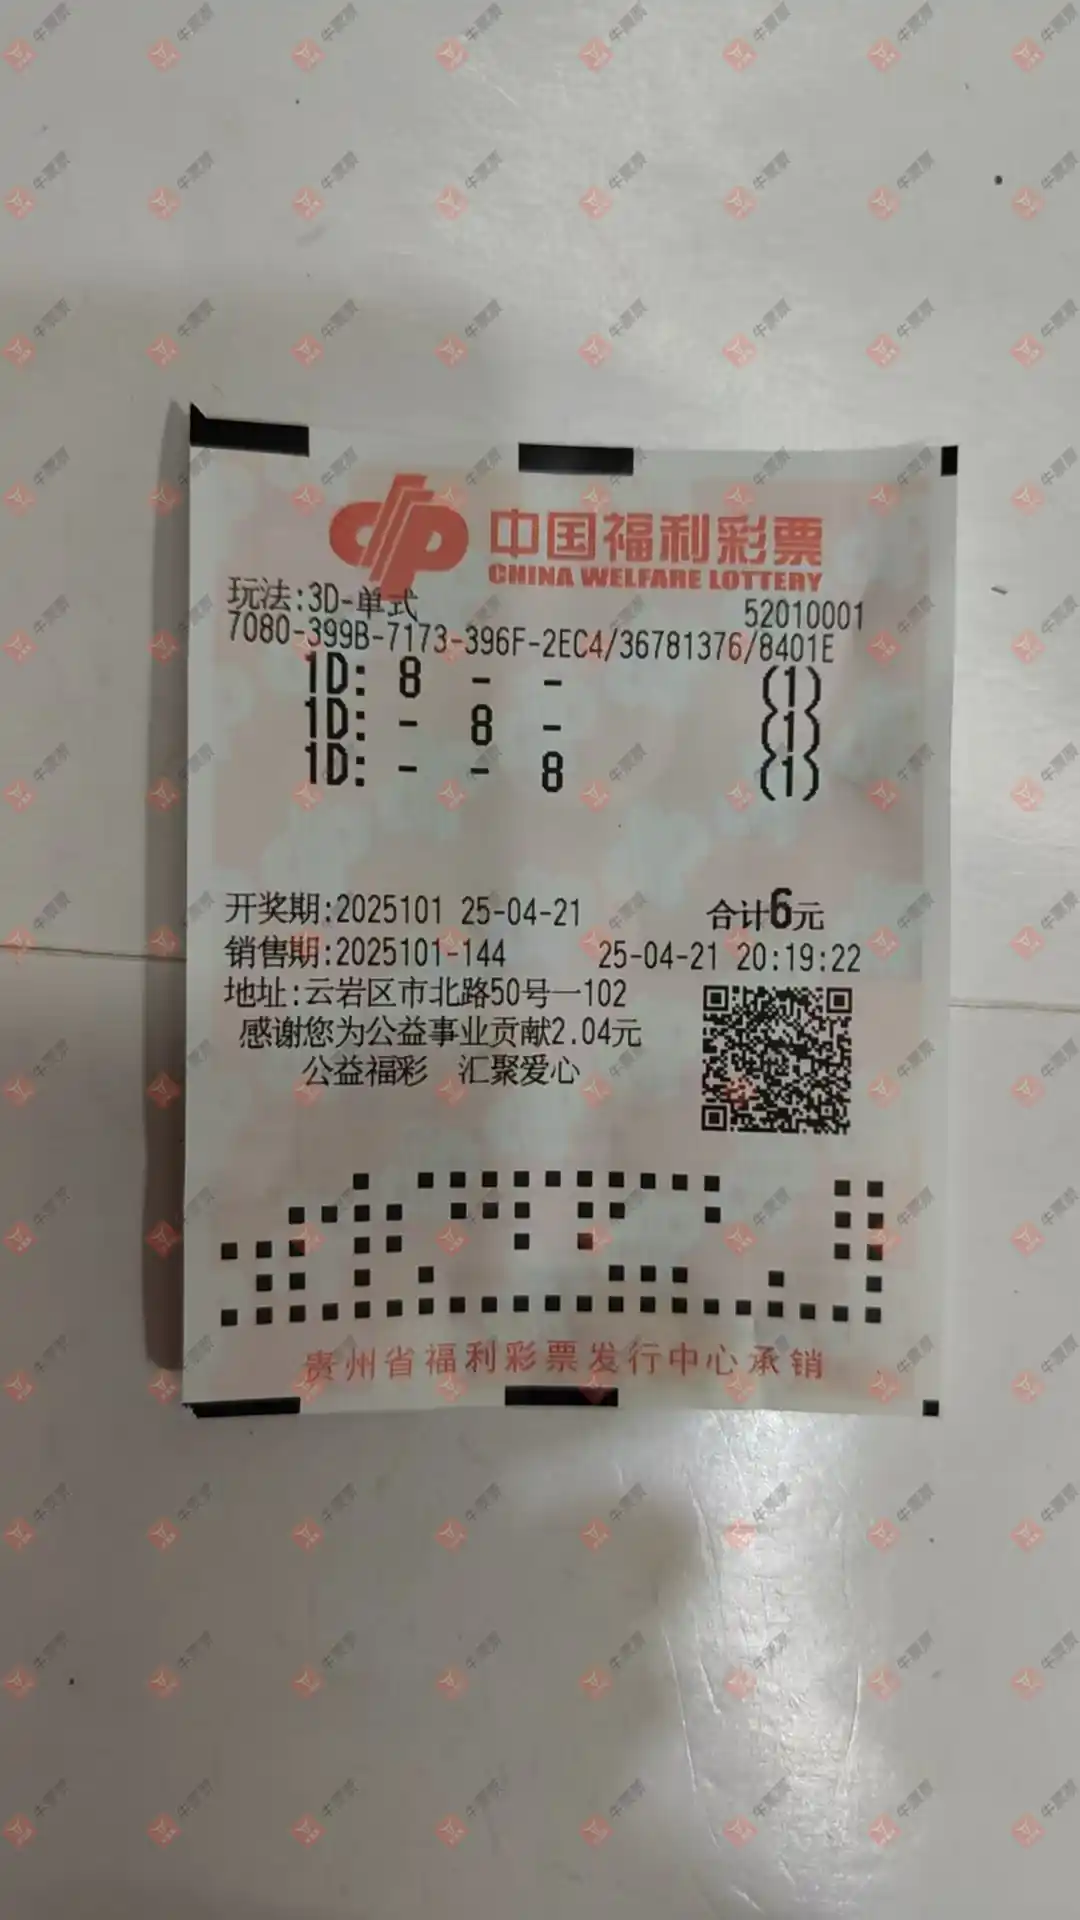 中国福利彩票
CHINA WELFARE LOTTERY
玩法:3D-单式
52010001
7080-399B-7173-396F-2EC4/36781376/8401E
1D: 8 - - (1)
1D: - 8 - (1)
1D: - - 8 (1)
开奖期:2025101 25-04-21 合计6元
销售期:2025101-144 25-04-21 20:19:22
地址:云岩区市北路50号一102
感谢您为公益事业贡献2.04元
公益福彩 汇聚爱心
贵州省福利彩票发行中心承销